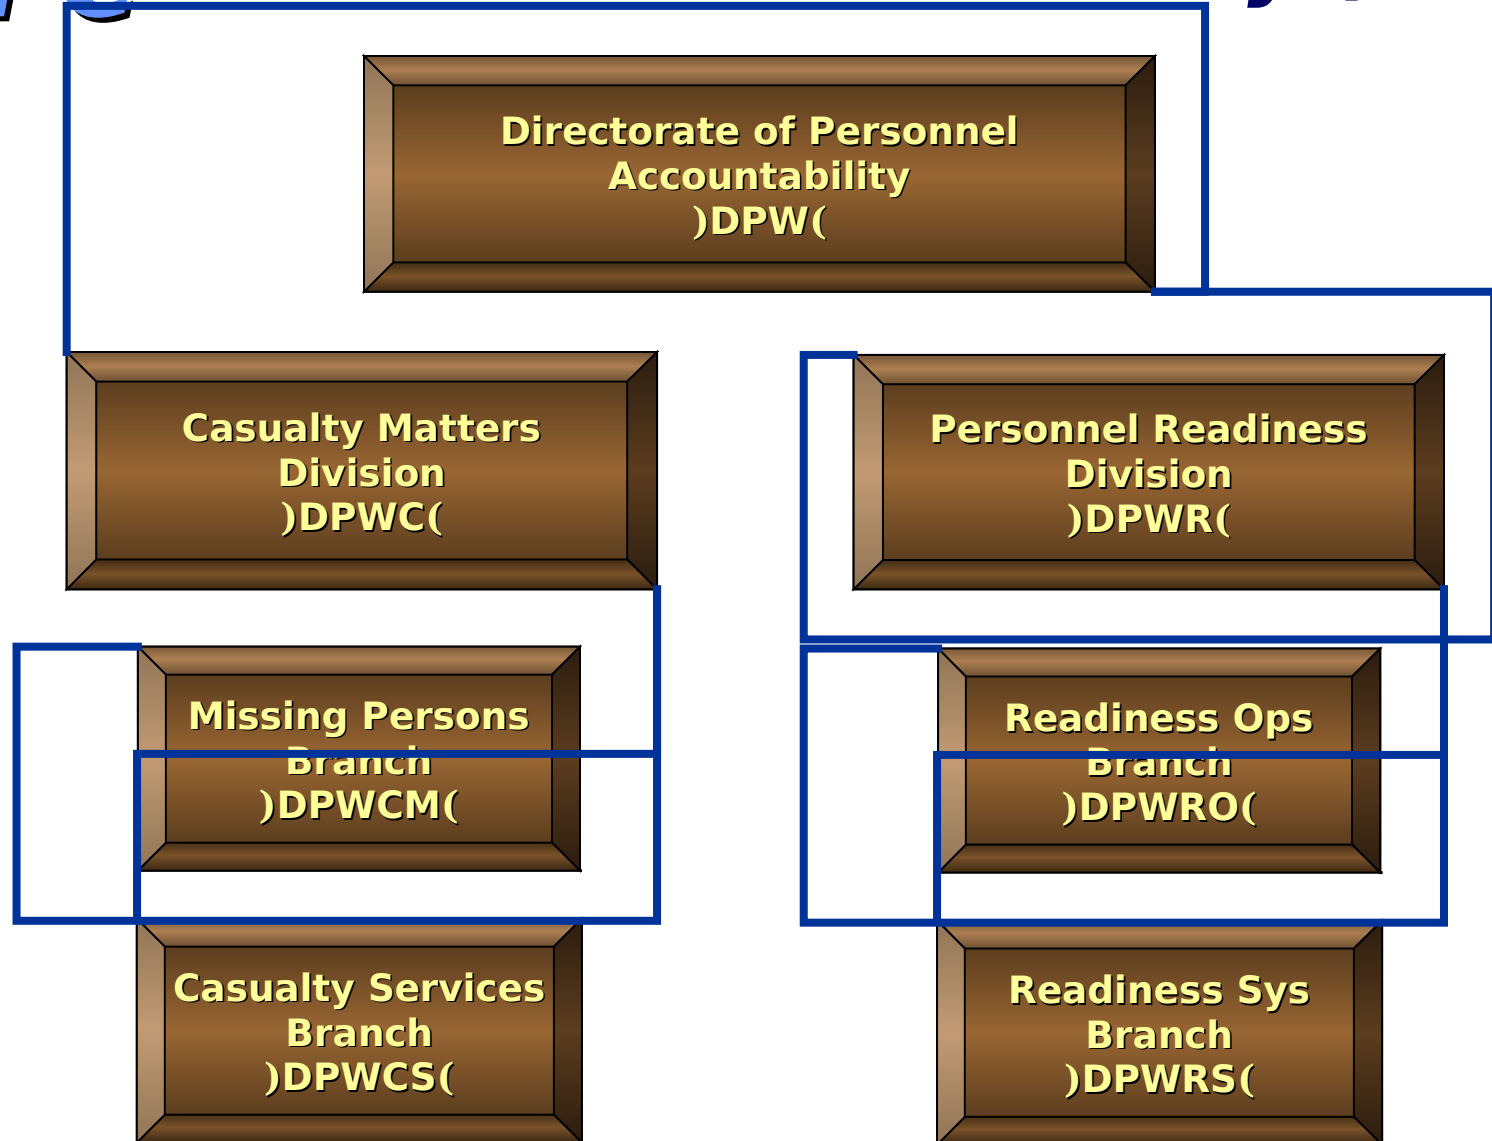 Directorate of Personnel
Accountability
)DPW(
Casualty Matters
Division
)DPWC(
Personnel Readiness
Division
)DPWR(
Missing Persons
Branch
)DPWCM(
Readiness Ops
Branch
)DPWRO(
Casualty Services
Branch
)DPWCS(
Readiness Sys
Branch
)DPWRS(